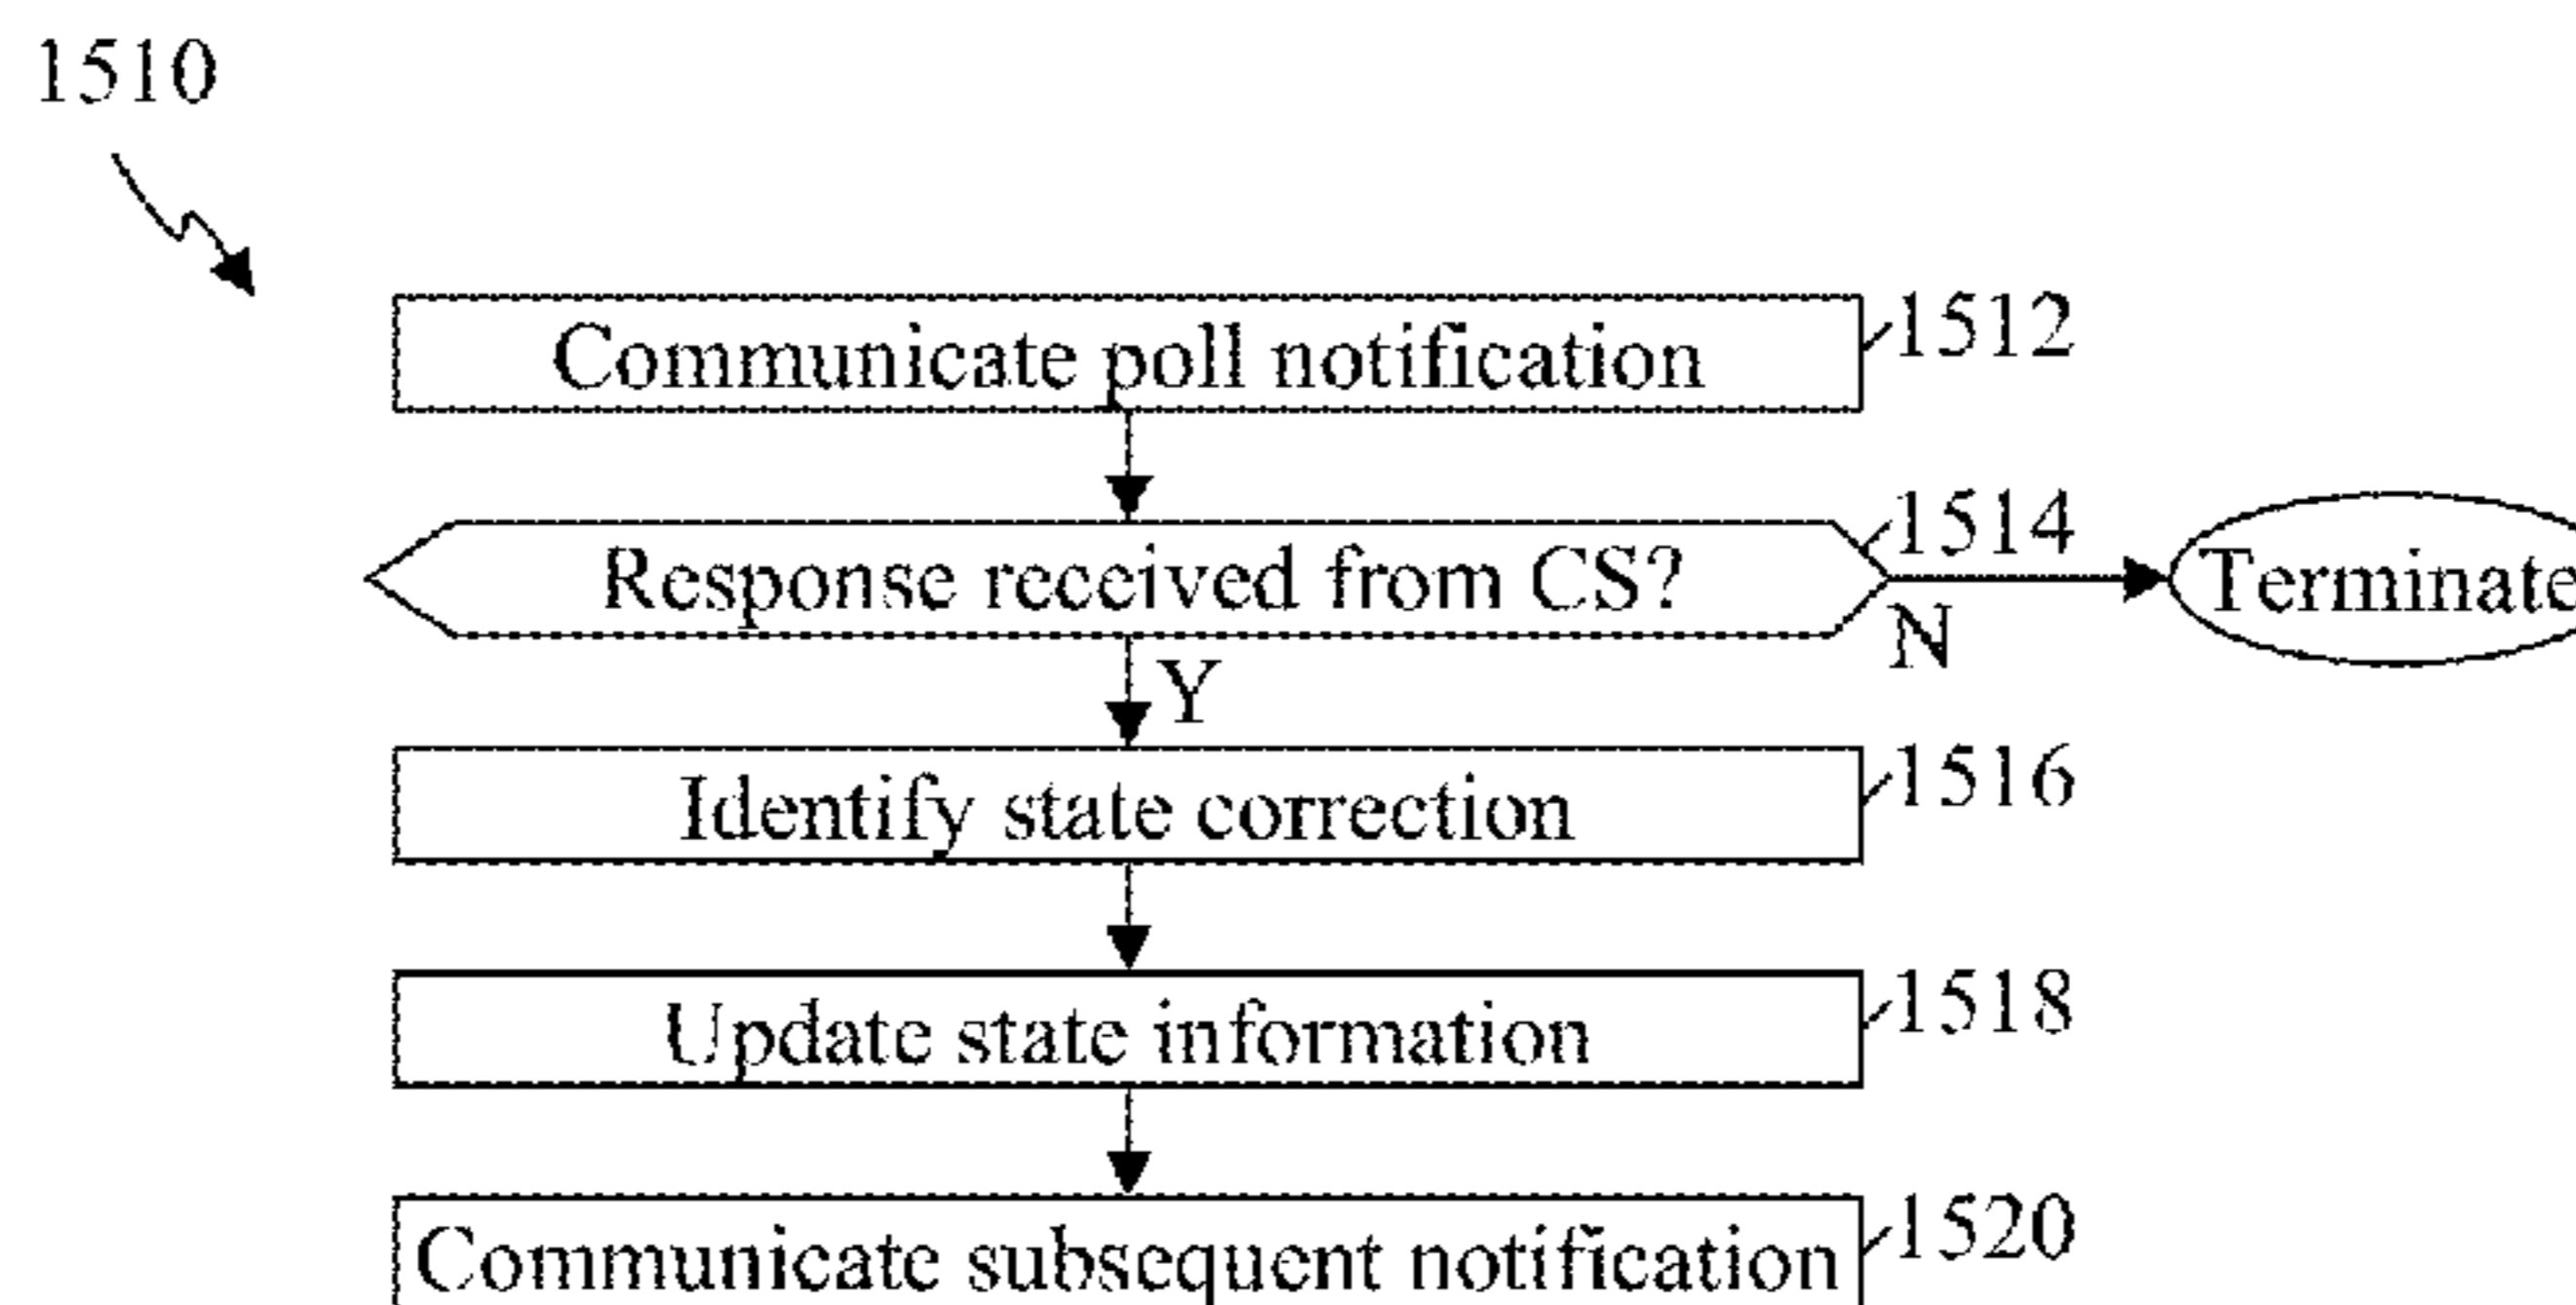 1510
Communicate poll notification
1512
Response received from CS?
1514
N
Terminate
Y
Identify state correction
1516
Update state information
1518
Communicate subsequent notification
1520